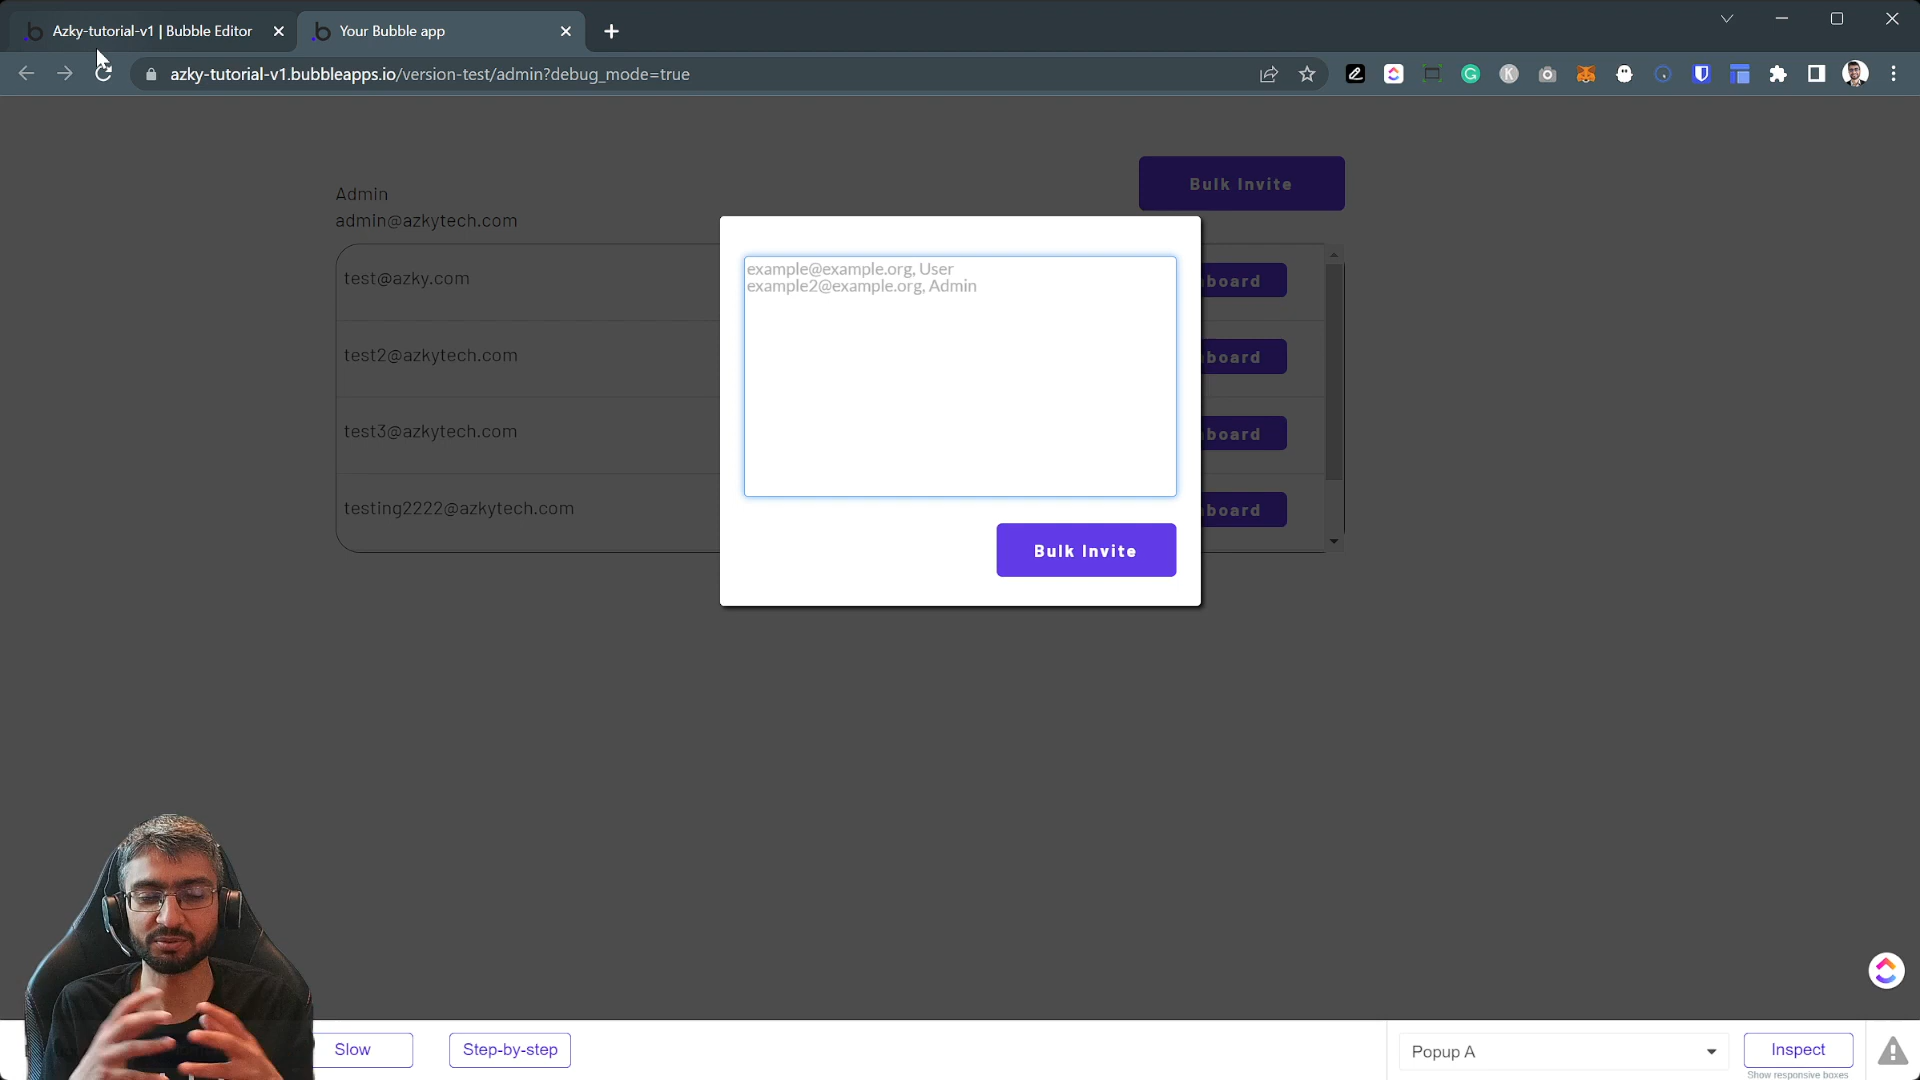 Azky-tutorial-v1 | Bubble Editor
Your Bubble app
azky-tutorial-v1.bubbleapps.io/version-test/admin?debug_mode=true
Bulk Invite
Admin
admin@azkytech.com
test@azky.com
board
test2@azkytech.com
board
test3@azkytech.com
board
testing2222@azkytech.com
board
example@example.org, User
example2@example.org, Admin
Bulk Invite
Slow
Step-by-step
Popup A
Inspect
Show responsive boxes